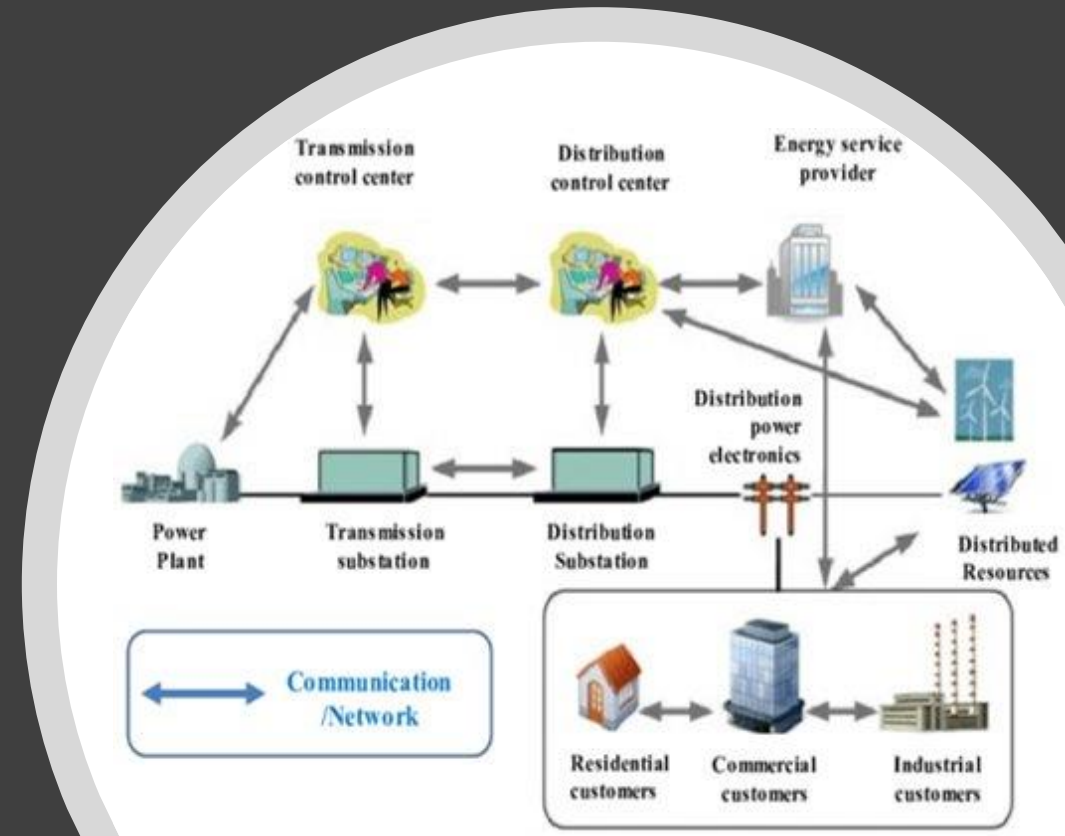 Transmission
control center
Distribution
control center
Energy service
provider
Distribution
power
electronics
Power
Plant
Transmission
substation
Distribution
Substation
Distributed
Resources
Communication
/Network
Residential
customers
Commercial
customers
Industrial
customers